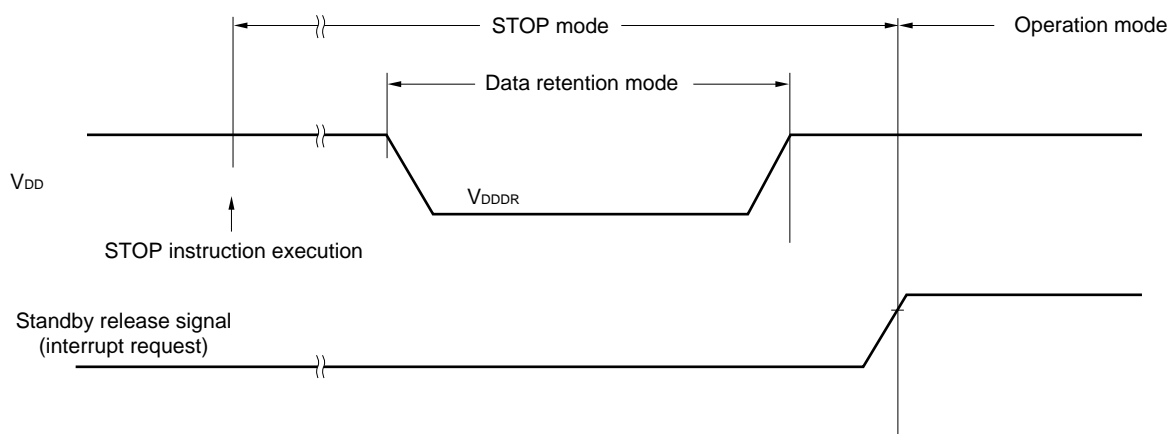 STOP mode
Operation mode
Data retention mode
VDD
VDDDR
STOP instruction execution
Standby release signal
(interrupt request)